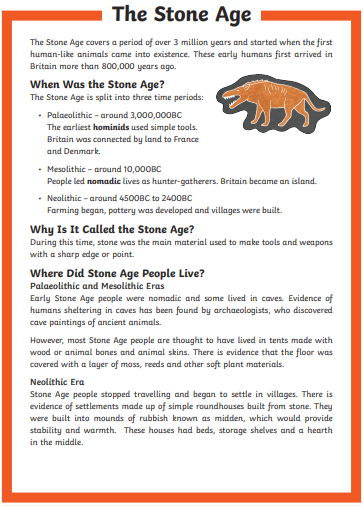 The Stone Age
The Stone Age covers a period of over 3 million years and started when the first
human-like animals came into existence. These early humans first arrived in
Britain more than 800,000 years ago.
When Was the Stone Age?
The Stone Age is split into three time periods:
• Palaeolithic – around 3,000,000BC
The earliest hominids used simple tools.
Britain was connected by land to France
and Denmark.
• Mesolithic – around 10,000BC
People led nomadic lives as hunter-gatherers. Britain became an island.
• Neolithic – around 4500BC to 2400BC
Farming began, pottery was developed and villages were built.
Why Is It Called the Stone Age?
During this time, stone was the main material used to make tools and weapons
with a sharp edge or point.
Where Did Stone Age People Live?
Palaeolithic and Mesolithic Eras
Early Stone Age people were nomadic and some lived in caves. Evidence of
humans sheltering in caves has been found by archaeologists, who discovered
cave paintings of ancient animals.
However, most Stone Age people are thought to have lived in tents made with
wood or animal bones and animal skins. There is evidence that the floor was
covered with a layer of moss, reeds and other soft plant materials.
Neolithic Era
Stone Age people stopped travelling and began to settle in villages. There is
evidence of settlements made up of simple roundhouses built from stone. They
were built into mounds of rubbish known as midden, which would provide
stability and warmth. These houses had beds, storage shelves and a hearth
in the middle.